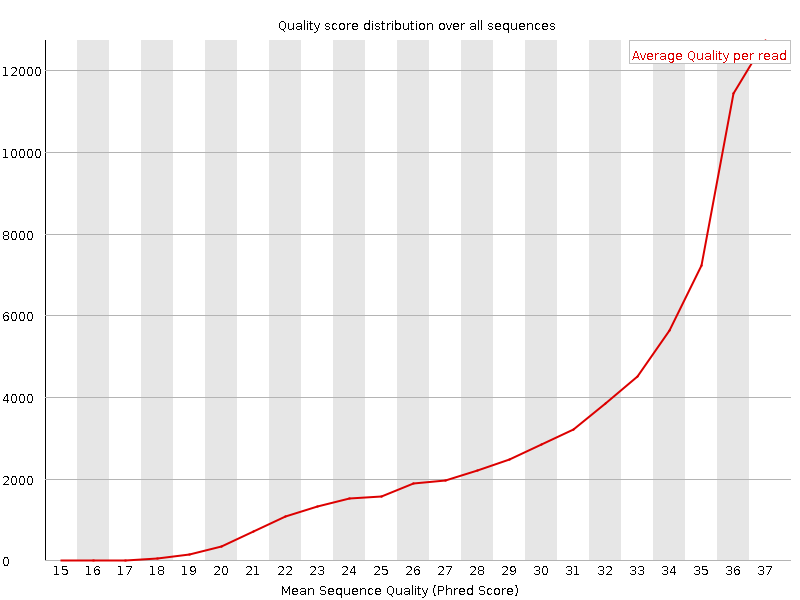 Quality score distribution over all sequences
Average Quality per read
12000
10000
8000
6000
4000
2000
0
15 16 17 18 19 20 21 22 23 24 25 26 27 28 29 30 31 32 33 34 35 36 37
Mean Sequence Quality (Phred Score)